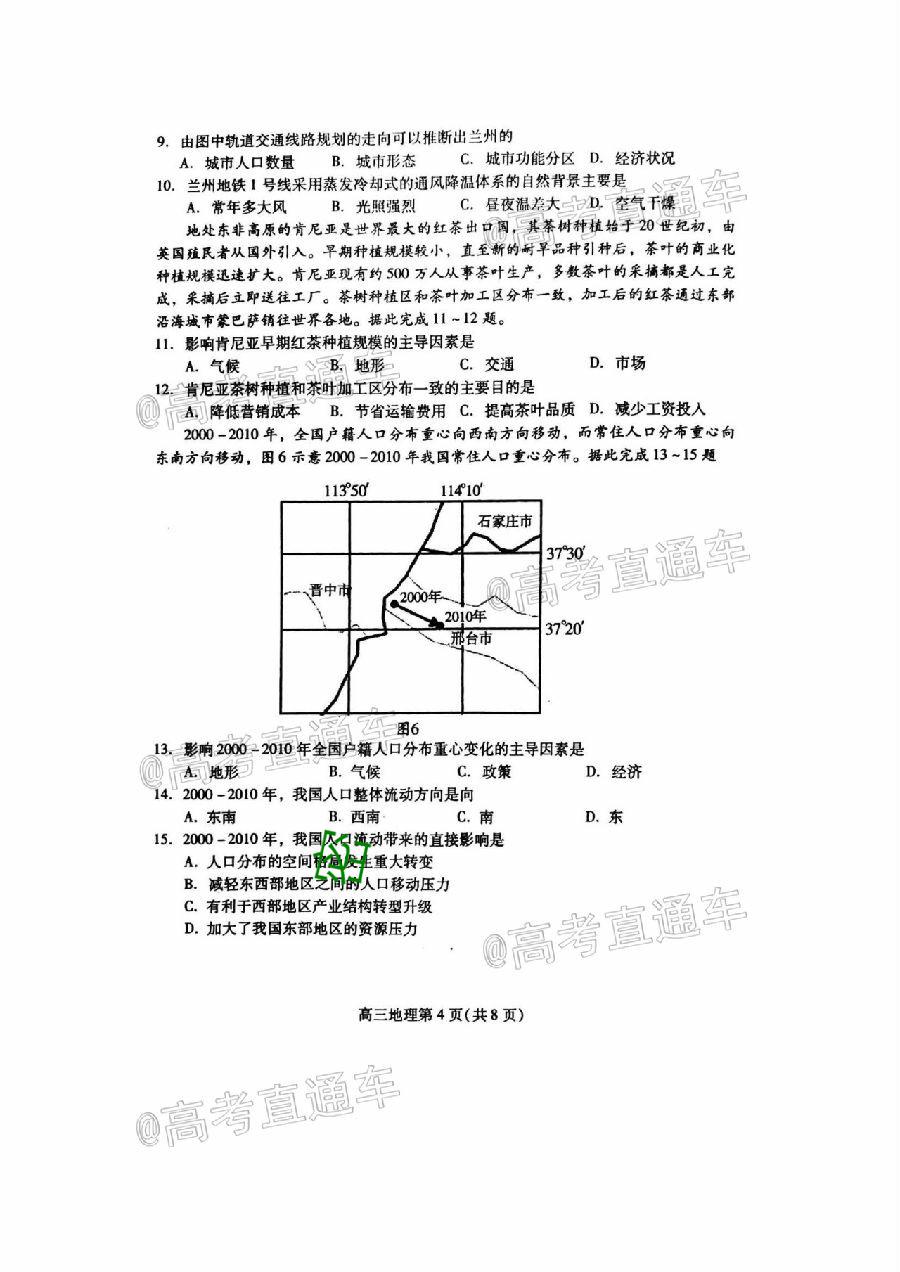 9. 由图中轨道交通线路规划的走向可以推断出兰州的
A. 城市人口数量 B. 城市形态 C. 城市功能分区 D. 经济状况
10. 兰州地铁1号线采用蒸发冷却式的通风降温体系的自然背景主要是
A. 常年多大风 B. 光照强烈 C. 昼夜温差大 D. 空气干燥
地处东非高原的肯尼亚是世界最大的红茶出口国，其茶树种植始于20世纪初，由
英国殖民者从国外引入。早期种植规模较小，直至新的耐旱品种引种后，茶叶的商业化
种植规模迅速扩大。肯尼亚现有约500万人从事茶叶生产，多数茶叶的采摘都是人工完
成，采摘后立即送往工厂。茶树种植区和茶叶加工区分布一致，加工后的红茶通过东部
沿海城市蒙巴萨销往世界各地。据此完成11~12题。
11. 影响肯尼亚早期红茶种植规模的主导因素是
A. 气候 B. 地形 C. 交通 D. 市场
12. 肯尼亚茶树种植和茶叶加工区分布一致的主要目的是
A. 降低营销成本 B. 节省运输费用 C. 提高茶叶品质 D. 减少工资投入
2000-2010年，全国户籍人口分布重心向西南方向移动，而常住人口分布重心向
东南方向移动，图6示意2000-2010年我国常住人口重心分布。据此完成13~15题
113°50′ 114°10′
石家庄市
37°30′
晋中市
2000年
2010年
37°20′
邢台市
图6
13. 影响2000-2010年全国户籍人口分布重心变化的主导因素是
A. 地形 B. 气候 C. 政策 D. 经济
14. 2000-2010年，我国人口整体流动方向是向
A. 东南 B. 西南 C. 南 D. 东
15. 2000-2010年，我国人口流动带来的直接影响是
A. 人口分布的空间格局发生重大转变
B. 减轻东西部地区之间的人口移动压力
C. 有利于西部地区产业结构转型升级
D. 加大了我国东部地区的资源压力
高三地理第4页(共8页)
@高考直通车
@高考直通车
@高考直通车
@高考直通车
@高考直通车
@高考直通车